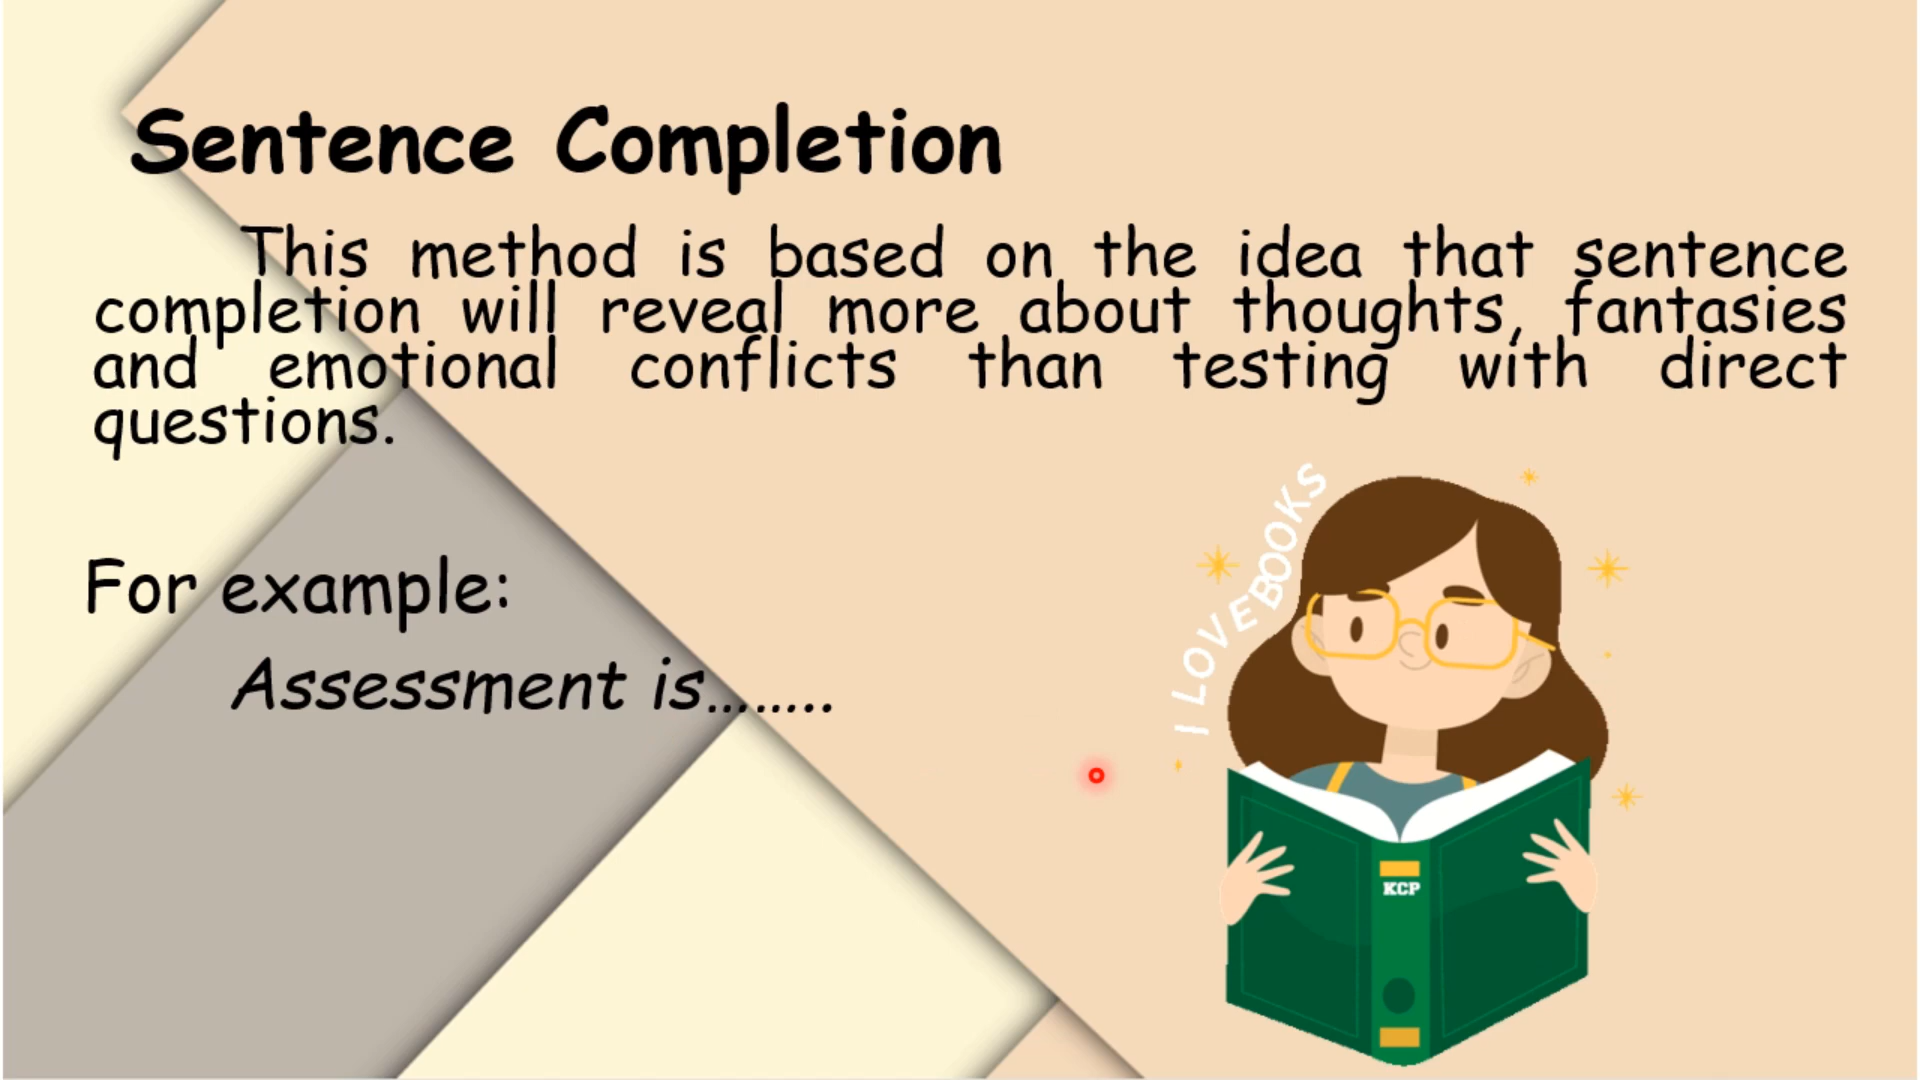 Sentence Completion
This method is based on the idea that sentence
completion will reveal more about thoughts, fantasies
and emotional conflicts than testing with direct
questions.
For example:
Assessment is……..
I LOVE BOOKS
KCP